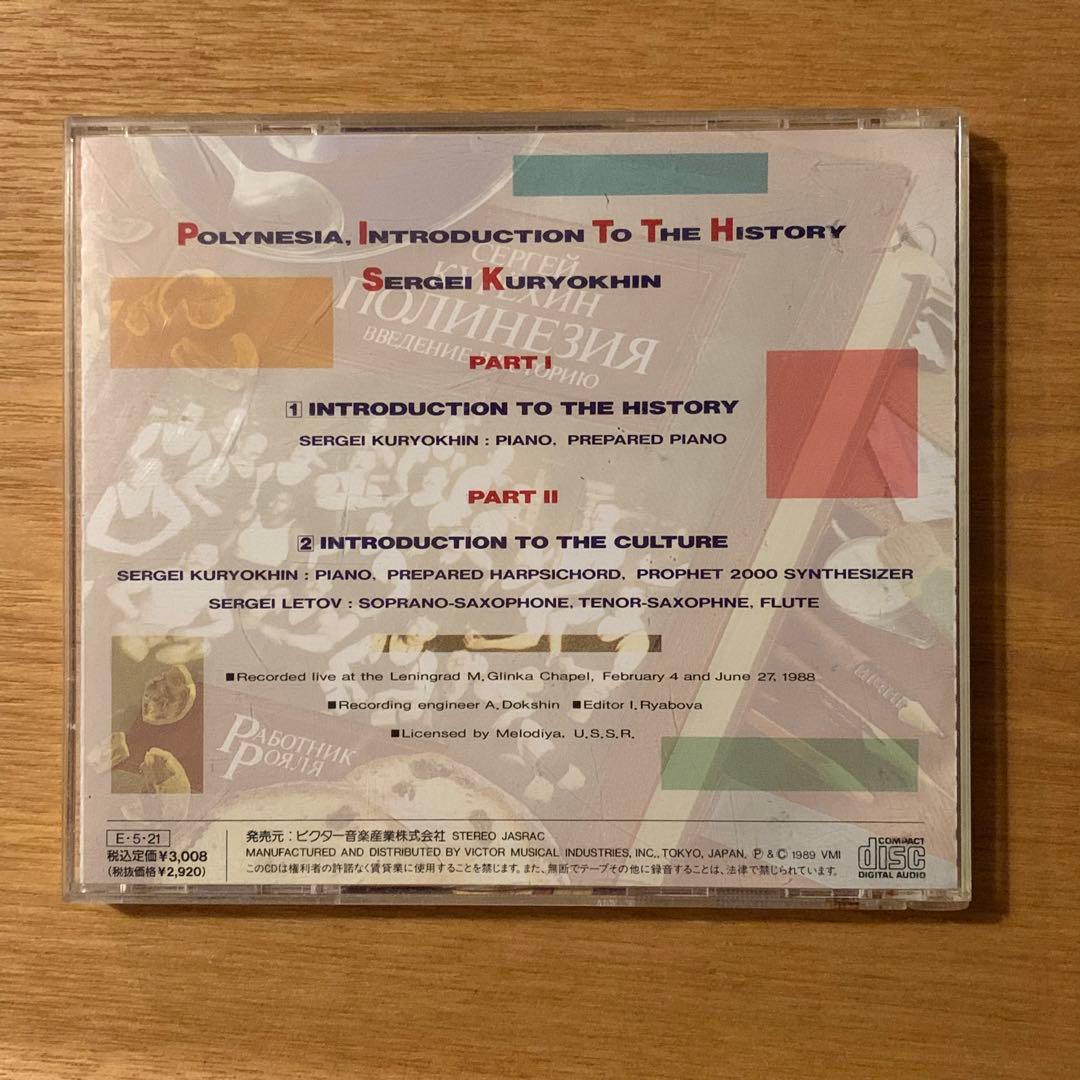 POLYNESIA, INTRODUCTION TO THE HISTORY
СЕРГЕЙ
SERGEI KURYOKHIN
ПОЛИНЕЗИЯ
ВВЕДЕНИЕ
PART I
1 INTRODUCTION TO THE HISTORY
SERGEI KURYOKHIN : PIANO, PREPARED PIANO
PART II
2 INTRODUCTION TO THE CULTURE
SERGEI KURYOKHIN : PIANO, PREPARED HARPSICHORD, PROPHET 2000 SYNTHESIZER
SERGEI LETOV : SOPRANO-SAXOPHONE, TENOR-SAXOPHNE, FLUTE
■Recorded live at the Leningrad M.Glinka Chapel, February 4 and June 27, 1988
■Recording engineer A.Dokshin ■Editor I.Ryabova
■Licensed by Melodiya, U.S.S.R.
РАБОТНИК
РОЯЛЯ
E・5・21
税込定価¥3,008
(税抜価格¥2,920)
発売元:ビクター音楽産業株式会社 STEREO JASRAC
MANUFACTURED AND DISTRIBUTED BY VICTOR MUSICAL INDUSTRIES, INC., TOKYO, JAPAN. ℗ & © 1989 VMI
このCDは権利者の許諾なく賃貸業に使用することを禁じます。また、無断でテープその他に録音することは、法律で禁じられています。
COMPACT
disc
DIGITAL AUDIO